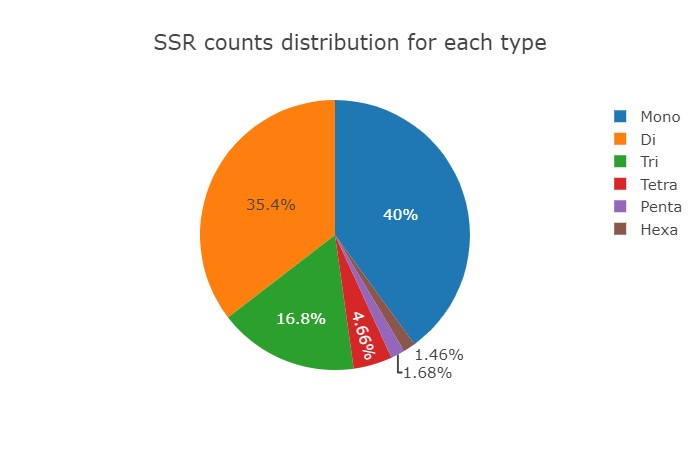 SSR counts distribution for each type
Mono
Di
Tri
Tetra
Penta
Hexa
35.4%
40%
16.8%
4.66%
1.46%
1.68%